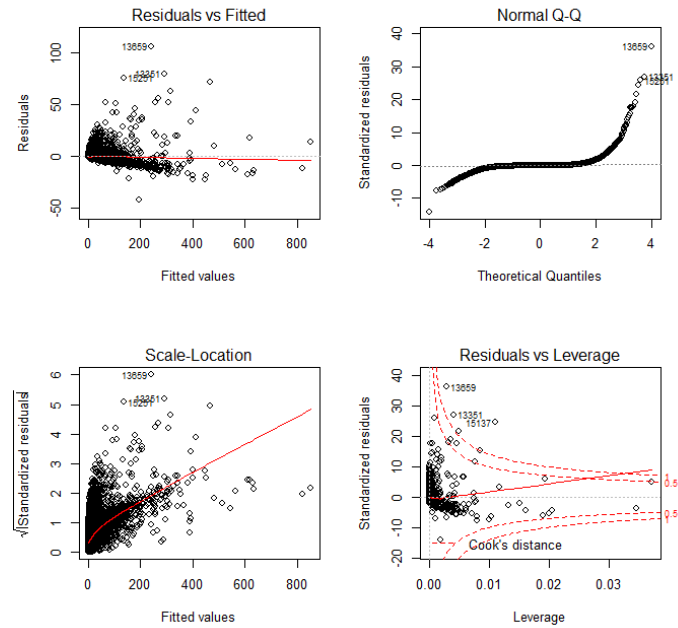 Residuals vs Fitted
Residuals
-50 0 50 100
13659
13351
15291
0 200 400 600 800
Fitted values
Normal Q-Q
Standardized residuals
-10 0 10 20 30 40
13659
13351
15291
-4 -2 0 2 4
Theoretical Quantiles
Scale-Location
√|Standardized residuals|
0 1 2 3 4 5 6
13659
13351
15291
0 200 400 600 800
Fitted values
Residuals vs Leverage
Standardized residuals
-20 -10 0 10 20 30 40
13659
13351
15137
1
0.5
0.5
1
Cook's distance
0.00 0.01 0.02 0.03
Leverage